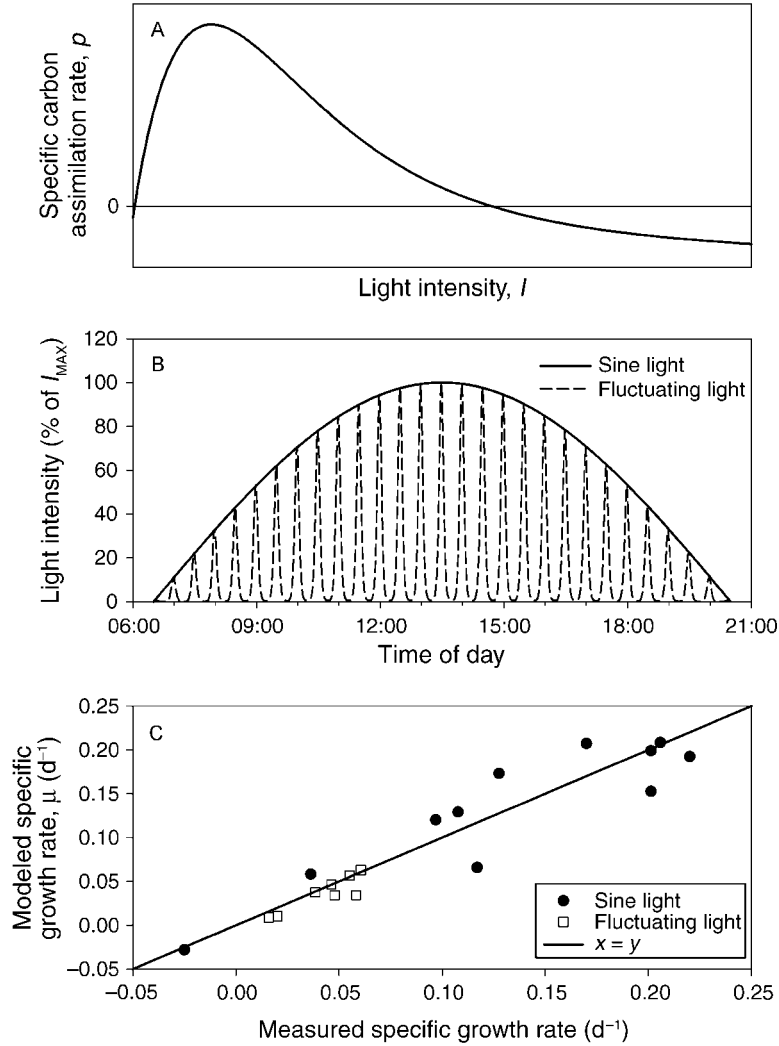 A
Specific carbon
assimilation rate, p
0
Light intensity, I
B
Sine light
Fluctuating light
Light intensity (% of I_MAX)
120
100
80
60
40
20
0
06:00 09:00 12:00 15:00 18:00 21:00
Time of day
C
Modeled specific
growth rate, μ (d⁻¹)
0.25
0.20
0.15
0.10
0.05
0.00
−0.05
Sine light
Fluctuating light
x = y
−0.05 0.00 0.05 0.10 0.15 0.20 0.25
Measured specific growth rate (d⁻¹)